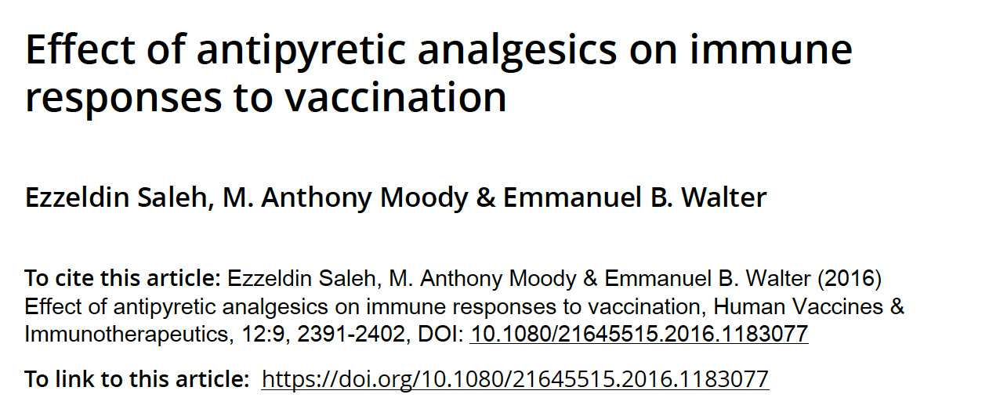 Effect of antipyretic analgesics on immune
responses to vaccination
Ezzeldin Saleh, M. Anthony Moody & Emmanuel B. Walter
To cite this article: Ezzeldin Saleh, M. Anthony Moody & Emmanuel B. Walter (2016)
Effect of antipyretic analgesics on immune responses to vaccination, Human Vaccines &
Immunotherapeutics, 12:9, 2391-2402, DOI: 10.1080/21645515.2016.1183077
To link to this article: https://doi.org/10.1080/21645515.2016.1183077